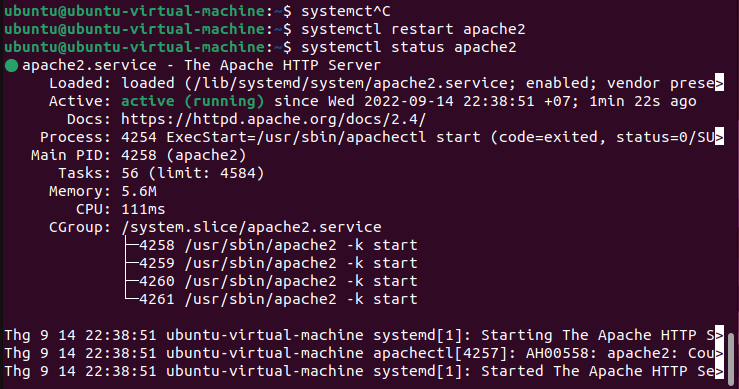 ubuntu@ubuntu-virtual-machine:~$ systemct^C
ubuntu@ubuntu-virtual-machine:~$ systemctl restart apache2
ubuntu@ubuntu-virtual-machine:~$ systemctl status apache2
● apache2.service - The Apache HTTP Server
     Loaded: loaded (/lib/systemd/system/apache2.service; enabled; vendor prese>
     Active: active (running) since Wed 2022-09-14 22:38:51 +07; 1min 22s ago
       Docs: https://httpd.apache.org/docs/2.4/
    Process: 4254 ExecStart=/usr/sbin/apachectl start (code=exited, status=0/SU>
   Main PID: 4258 (apache2)
      Tasks: 56 (limit: 4584)
     Memory: 5.6M
        CPU: 111ms
     CGroup: /system.slice/apache2.service
             ├─4258 /usr/sbin/apache2 -k start
             ├─4259 /usr/sbin/apache2 -k start
             ├─4260 /usr/sbin/apache2 -k start
             └─4261 /usr/sbin/apache2 -k start
Thg 9 14 22:38:51 ubuntu-virtual-machine systemd[1]: Starting The Apache HTTP S>
Thg 9 14 22:38:51 ubuntu-virtual-machine apachectl[4257]: AH00558: apache2: Cou>
Thg 9 14 22:38:51 ubuntu-virtual-machine systemd[1]: Started The Apache HTTP Se>